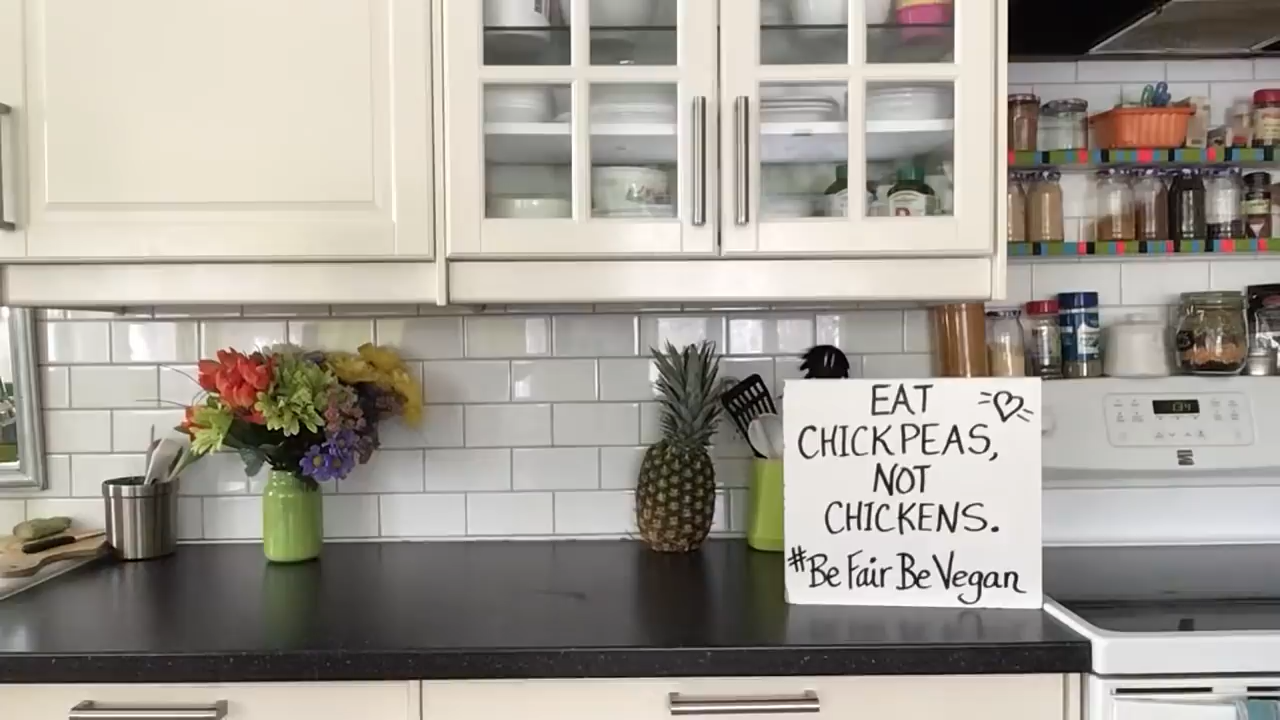 EAT
CHICKPEAS,
NOT
CHICKENS.
#Be Fair Be Vegan